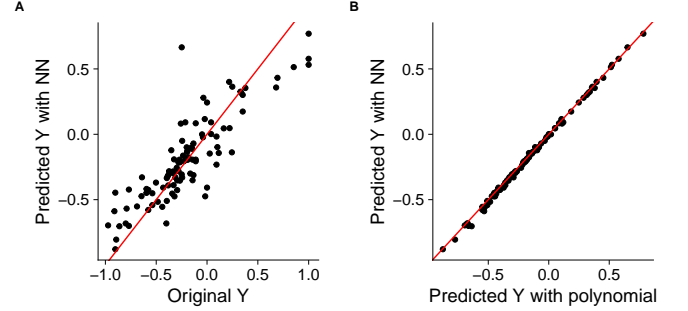 A
Predicted Y with NN
0.5
0.0
−0.5
−1.0 −0.5 0.0 0.5 1.0
Original Y
B
Predicted Y with NN
0.5
0.0
−0.5
−0.5 0.0 0.5
Predicted Y with polynomial